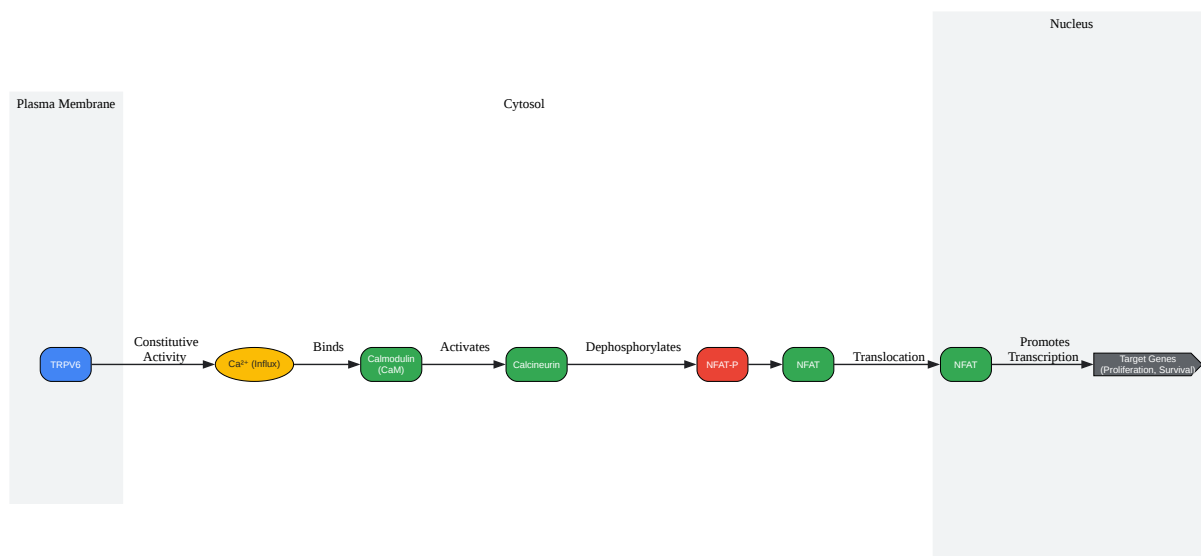 Nucleus
Plasma Membrane
Cytosol
TRPV6
Constitutive
Activity
Ca²⁺ (Influx)
Binds
Calmodulin
(CaM)
Activates
Calcineurin
Dephosphorylates
NFAT-P
NFAT
Translocation
NFAT
Promotes
Transcription
Target Genes
(Proliferation, Survival)